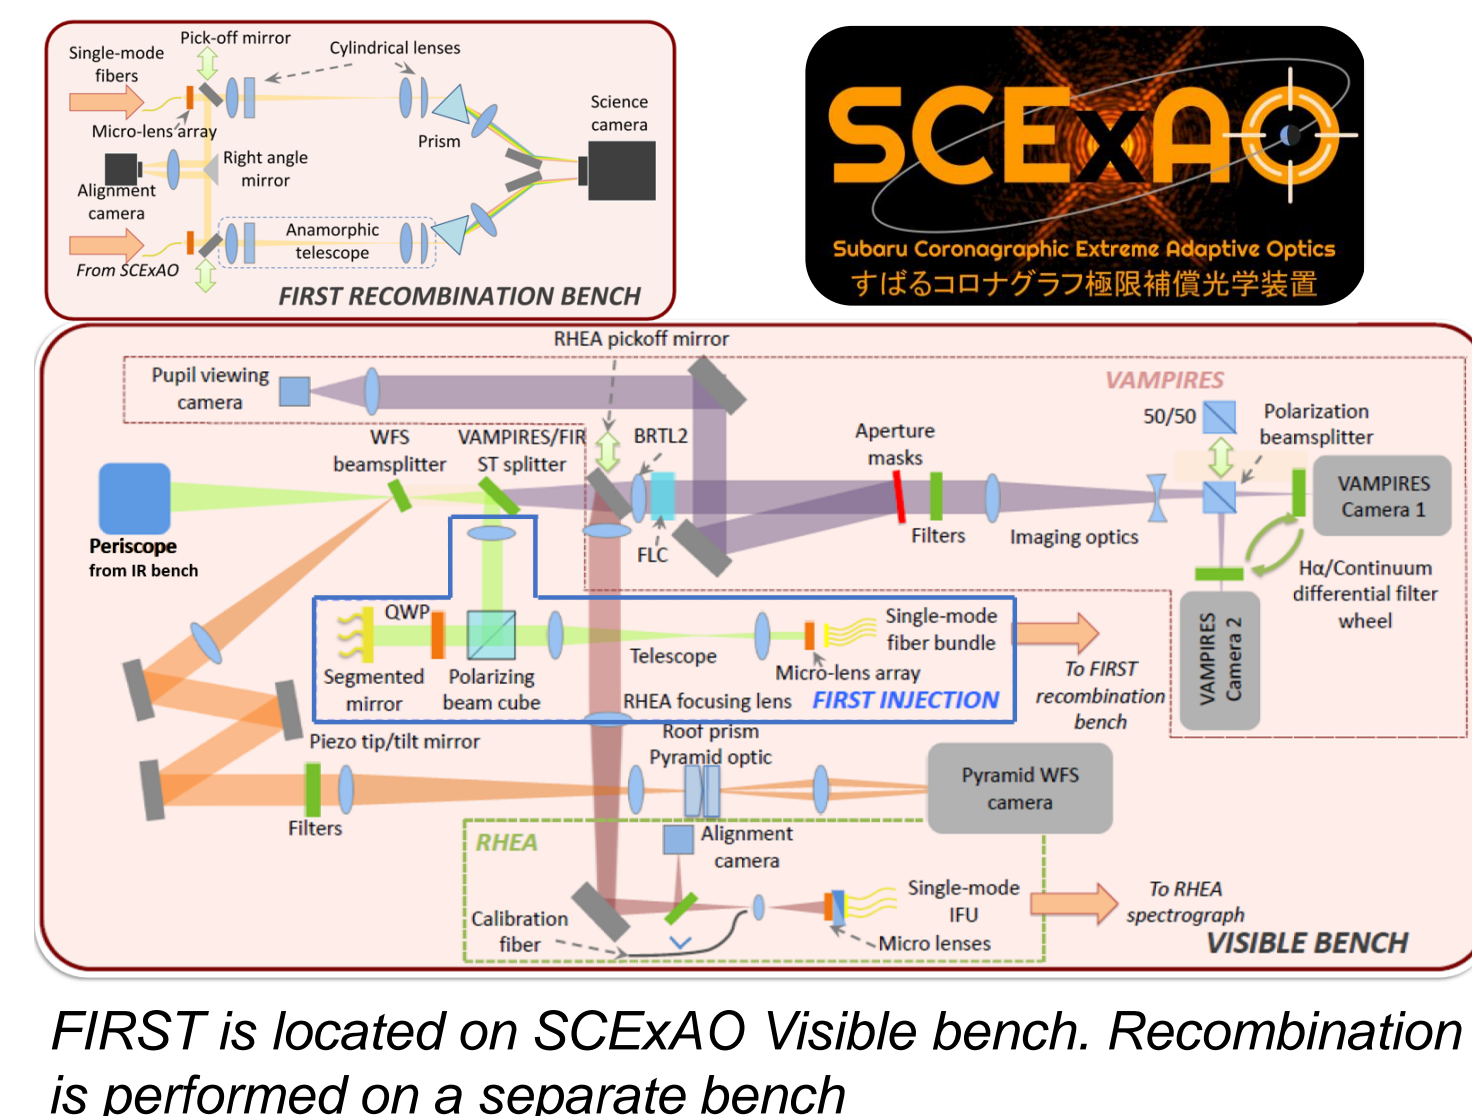 Pick-off mirror
Single-mode
fibers
Cylindrical lenses
Micro-lens array
Prism
Science
camera
Right angle
mirror
Alignment
camera
Anamorphic
telescope
From SCExAO
FIRST RECOMBINATION BENCH
SCExAO
Subaru Coronagraphic Extreme Adaptive Optics
すばるコロナグラフ極限補償光学装置
RHEA pickoff mirror
Pupil viewing
camera
VAMPIRES
WFS
beamsplitter
VAMPIRES/FIR
ST splitter
BRTL2
Aperture
masks
50/50
Polarization
beamsplitter
Periscope
from IR bench
FLC
Filters
Imaging optics
VAMPIRES
Camera 1
Hα/Continuum
differential filter
wheel
VAMPIRES
Camera 2
QWP
Segmented
mirror
Polarizing
beam cube
Telescope
Single-mode
fiber bundle
Micro-lens array
FIRST INJECTION
To FIRST
recombination
bench
RHEA focusing lens
Roof prism
Pyramid optic
Piezo tip/tilt mirror
Filters
Pyramid WFS
camera
RHEA
Alignment
camera
Calibration
fiber
Single-mode
IFU
Micro lenses
To RHEA
spectrograph
VISIBLE BENCH
FIRST is located on SCExAO Visible bench. Recombination
is performed on a separate bench